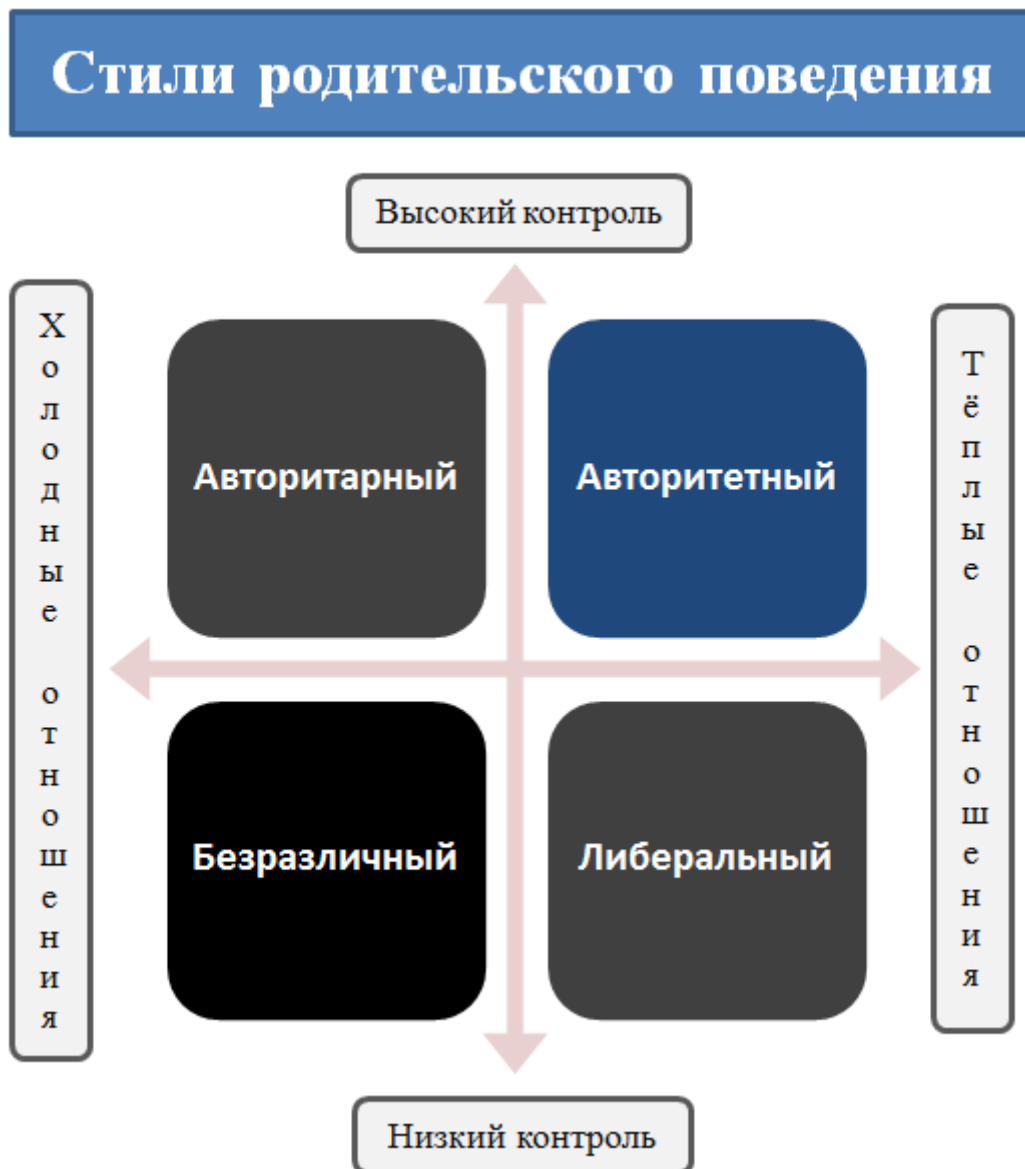 Стили родительского поведения
Высокий контроль
Холодные отношения
Тёплые отношения
Авторитарный
Авторитетный
Безразличный
Либеральный
Низкий контроль